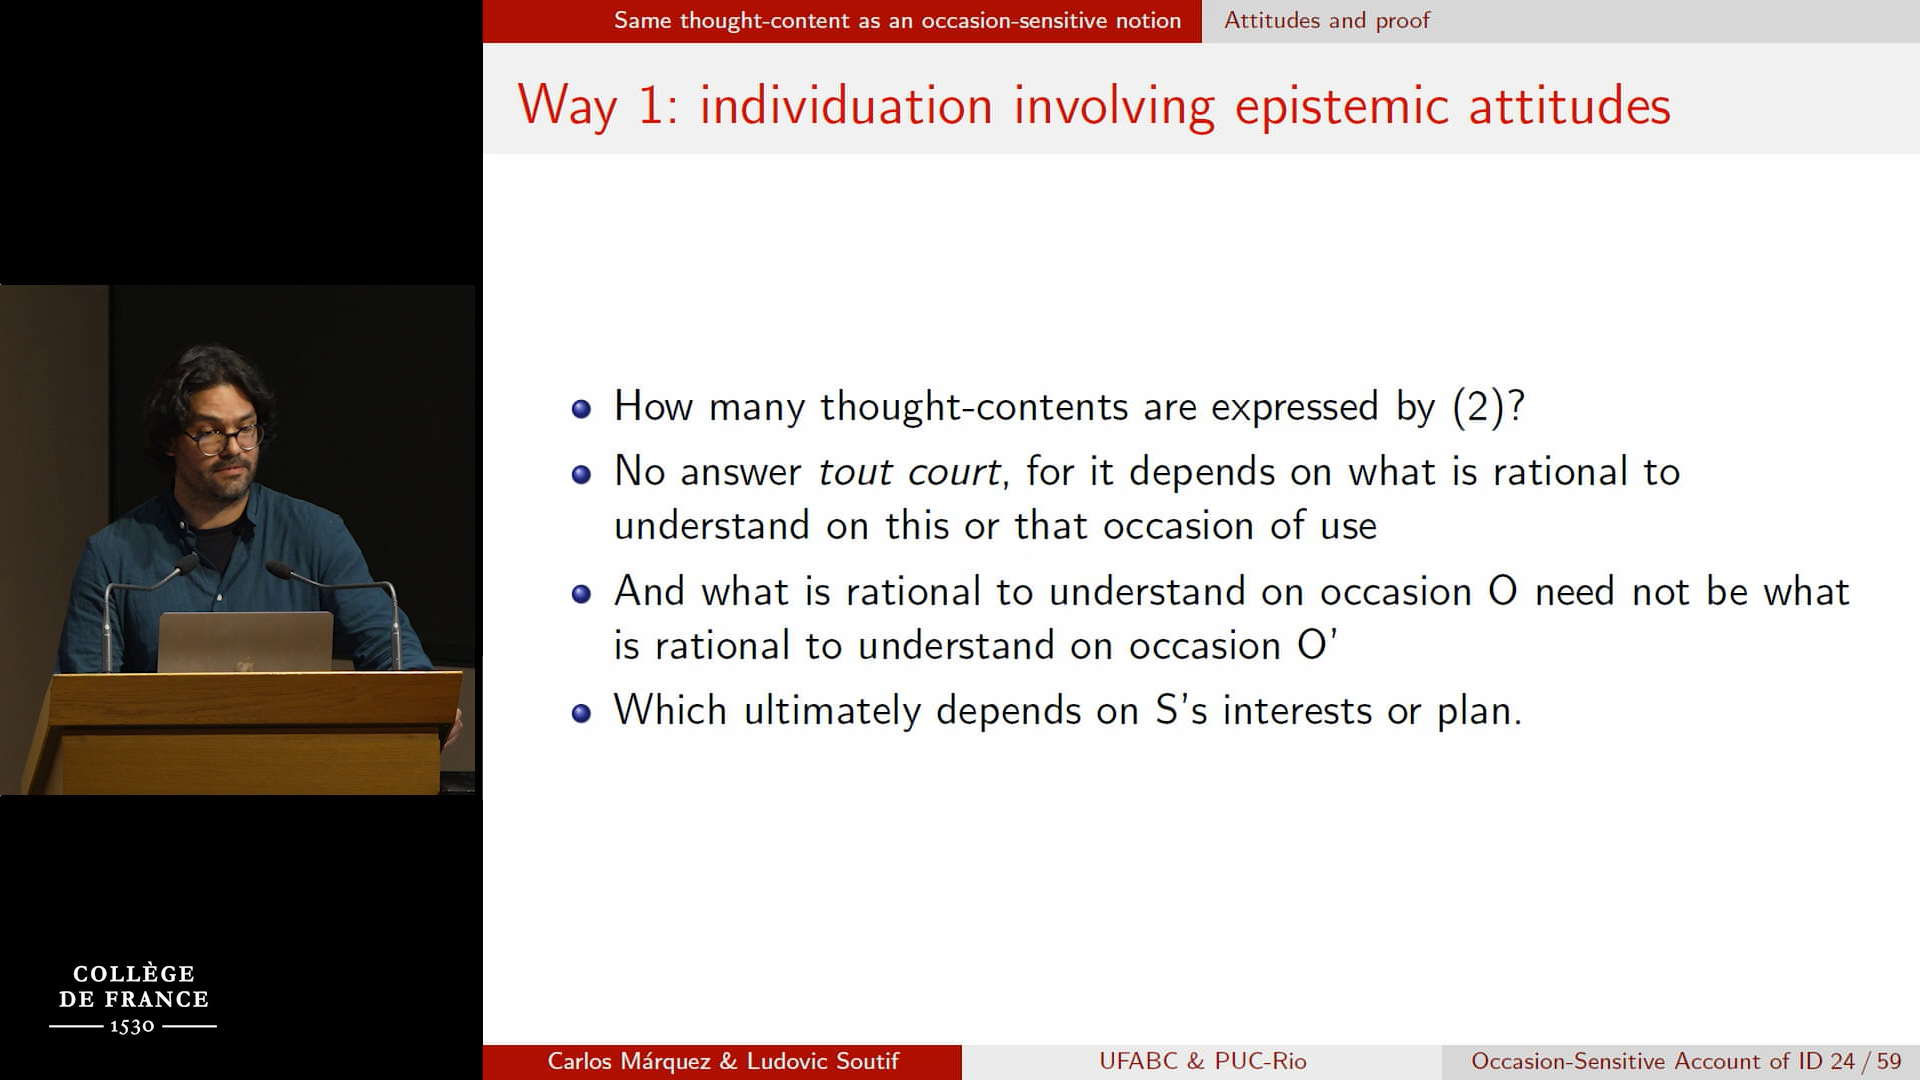 Same thought-content as an occasion-sensitive notion
Attitudes and proof
Way 1: individuation involving epistemic attitudes
How many thought-contents are expressed by (2)?
No answer tout court, for it depends on what is rational to
understand on this or that occasion of use
And what is rational to understand on occasion O need not be what
is rational to understand on occasion O'
Which ultimately depends on S's interests or plan.
COLLÈGE
DE FRANCE
1530
Carlos Márquez & Ludovic Soutif
UFABC & PUC-Rio
Occasion-Sensitive Account of ID 24 / 59